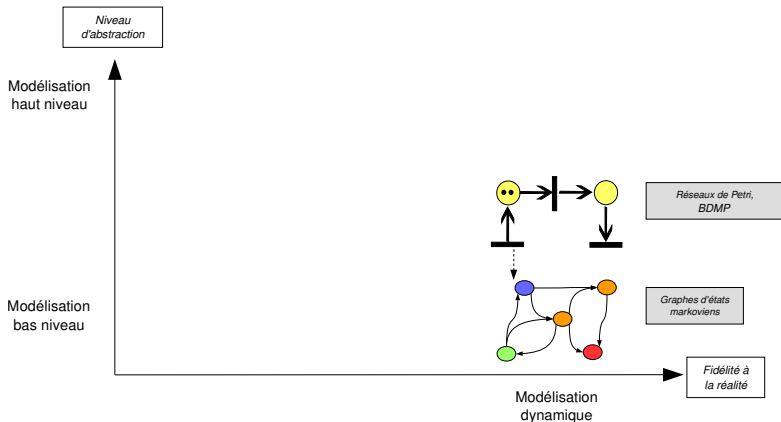 Niveau
d'abstraction
Modélisation
haut niveau
Réseaux de Petri,
BDMP
Modélisation
bas niveau
Graphes d'états
markoviens
Fidélité à
la réalité
Modélisation
dynamique